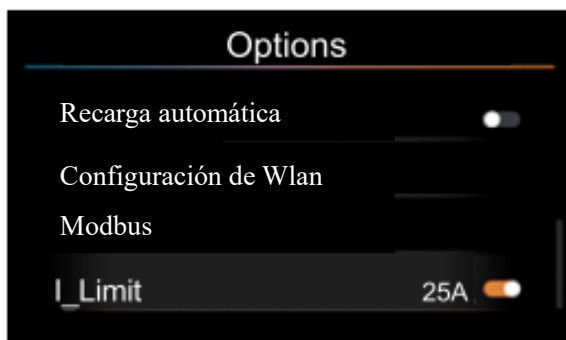 Options
Recarga automática
Configuración de Wlan
Modbus
I_Limit 25A